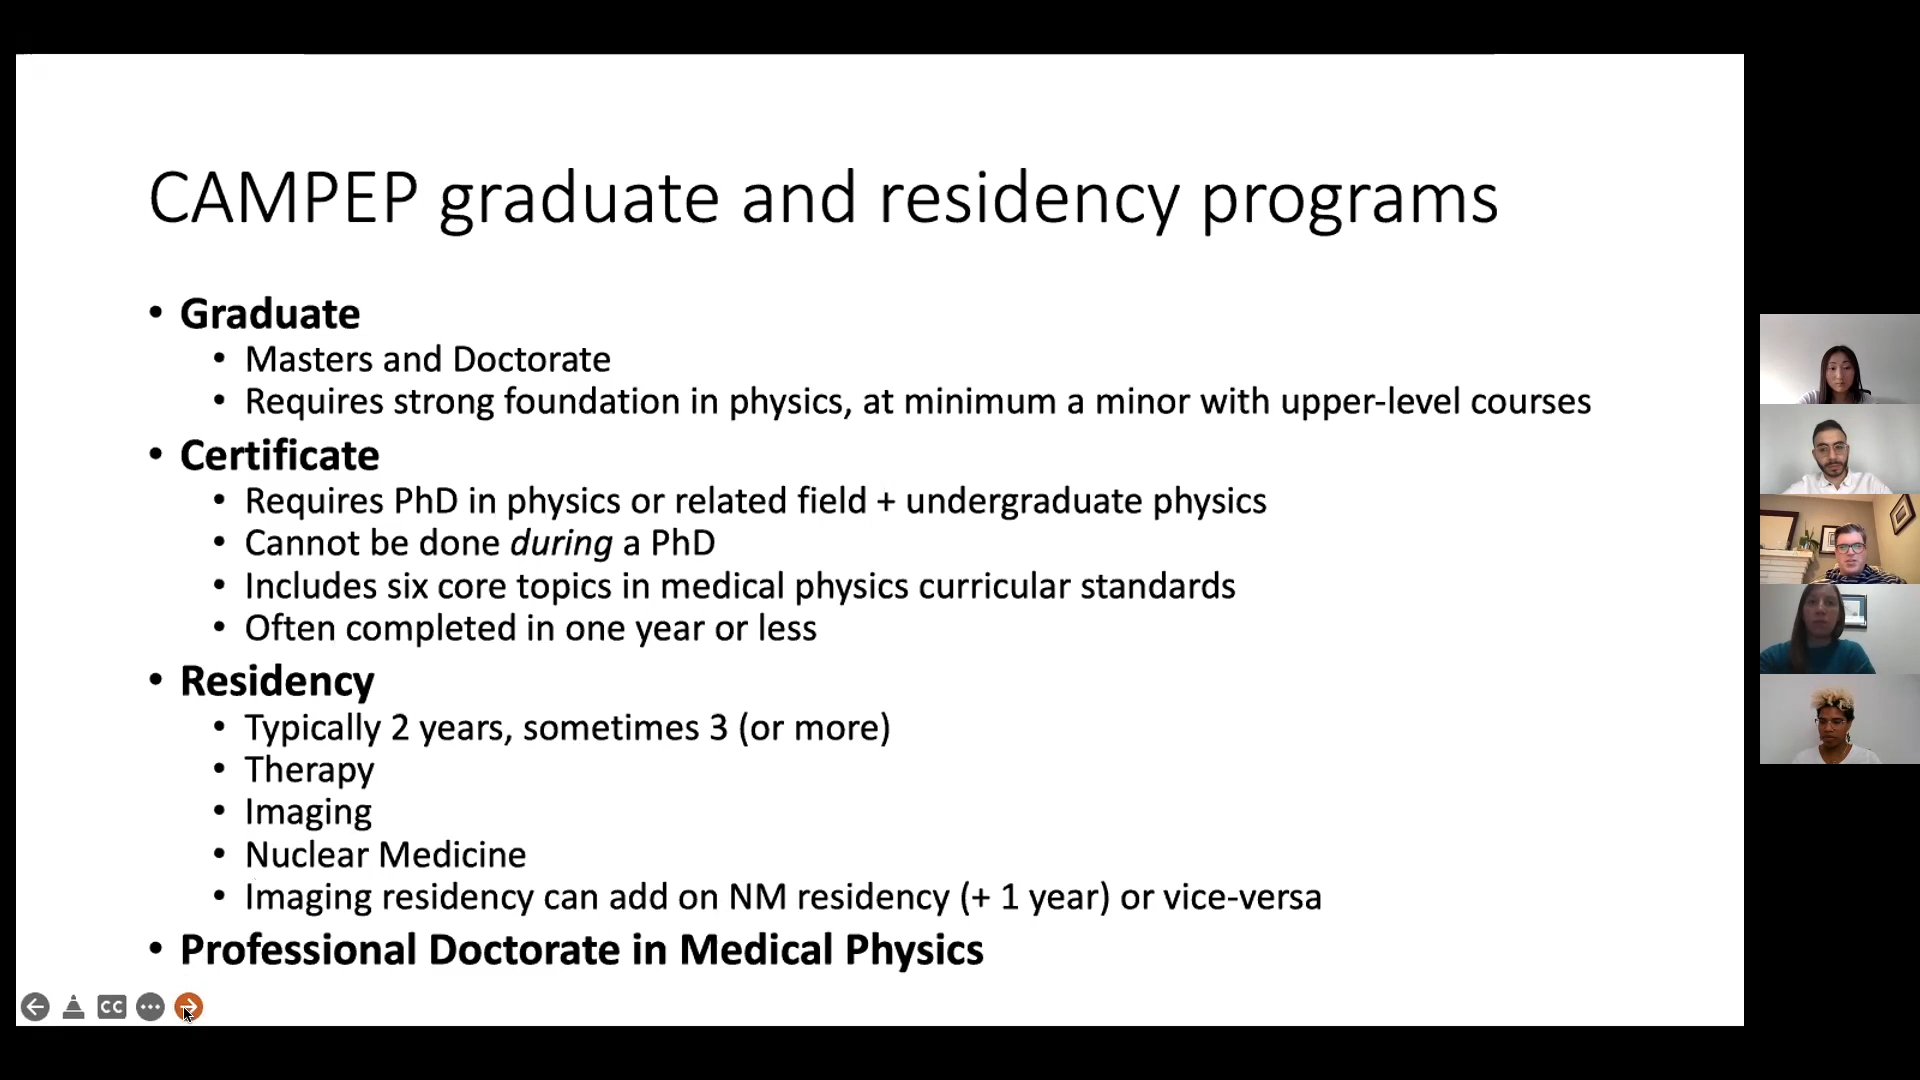 CAMPEP graduate and residency programs
• Graduate
• Masters and Doctorate
• Requires strong foundation in physics, at minimum a minor with upper-level courses
• Certificate
• Requires PhD in physics or related field + undergraduate physics
• Cannot be done during a PhD
• Includes six core topics in medical physics curricular standards
• Often completed in one year or less
• Residency
• Typically 2 years, sometimes 3 (or more)
• Therapy
• Imaging
• Nuclear Medicine
• Imaging residency can add on NM residency (+ 1 year) or vice-versa
• Professional Doctorate in Medical Physics
CC